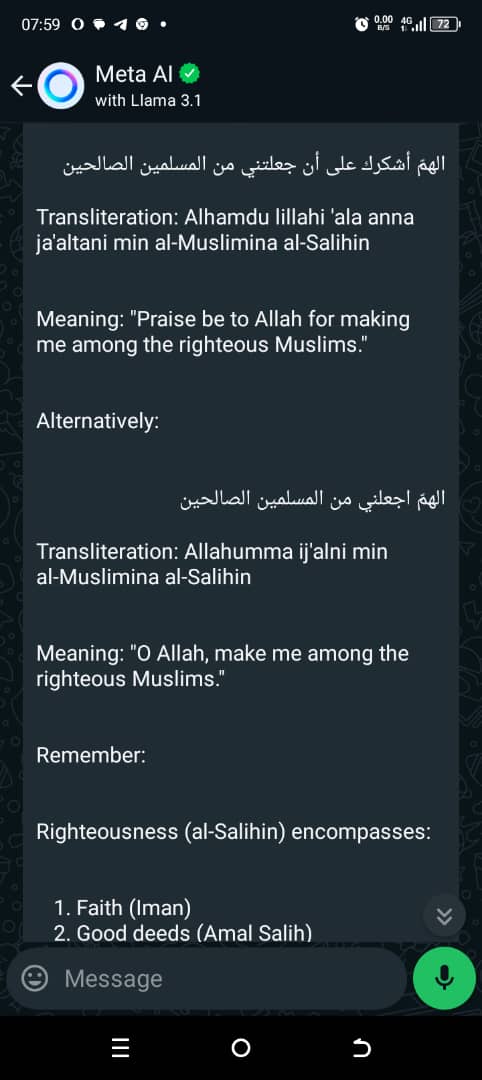 07:59
0.00 B/S 4G 72
Meta AI
with Llama 3.1
الهمّ أشكرك على أن جعلتني من المسلمين الصالحين
Transliteration: Alhamdu lillahi 'ala anna
ja'altani min al-Muslimina al-Salihin
Meaning: "Praise be to Allah for making
me among the righteous Muslims."
Alternatively:
الهمّ اجعلني من المسلمين الصالحين
Transliteration: Allahumma ij'alni min
al-Muslimina al-Salihin
Meaning: "O Allah, make me among the
righteous Muslims."
Remember:
Righteousness (al-Salihin) encompasses:
1. Faith (Iman)
2. Good deeds (Amal Salih)
Message